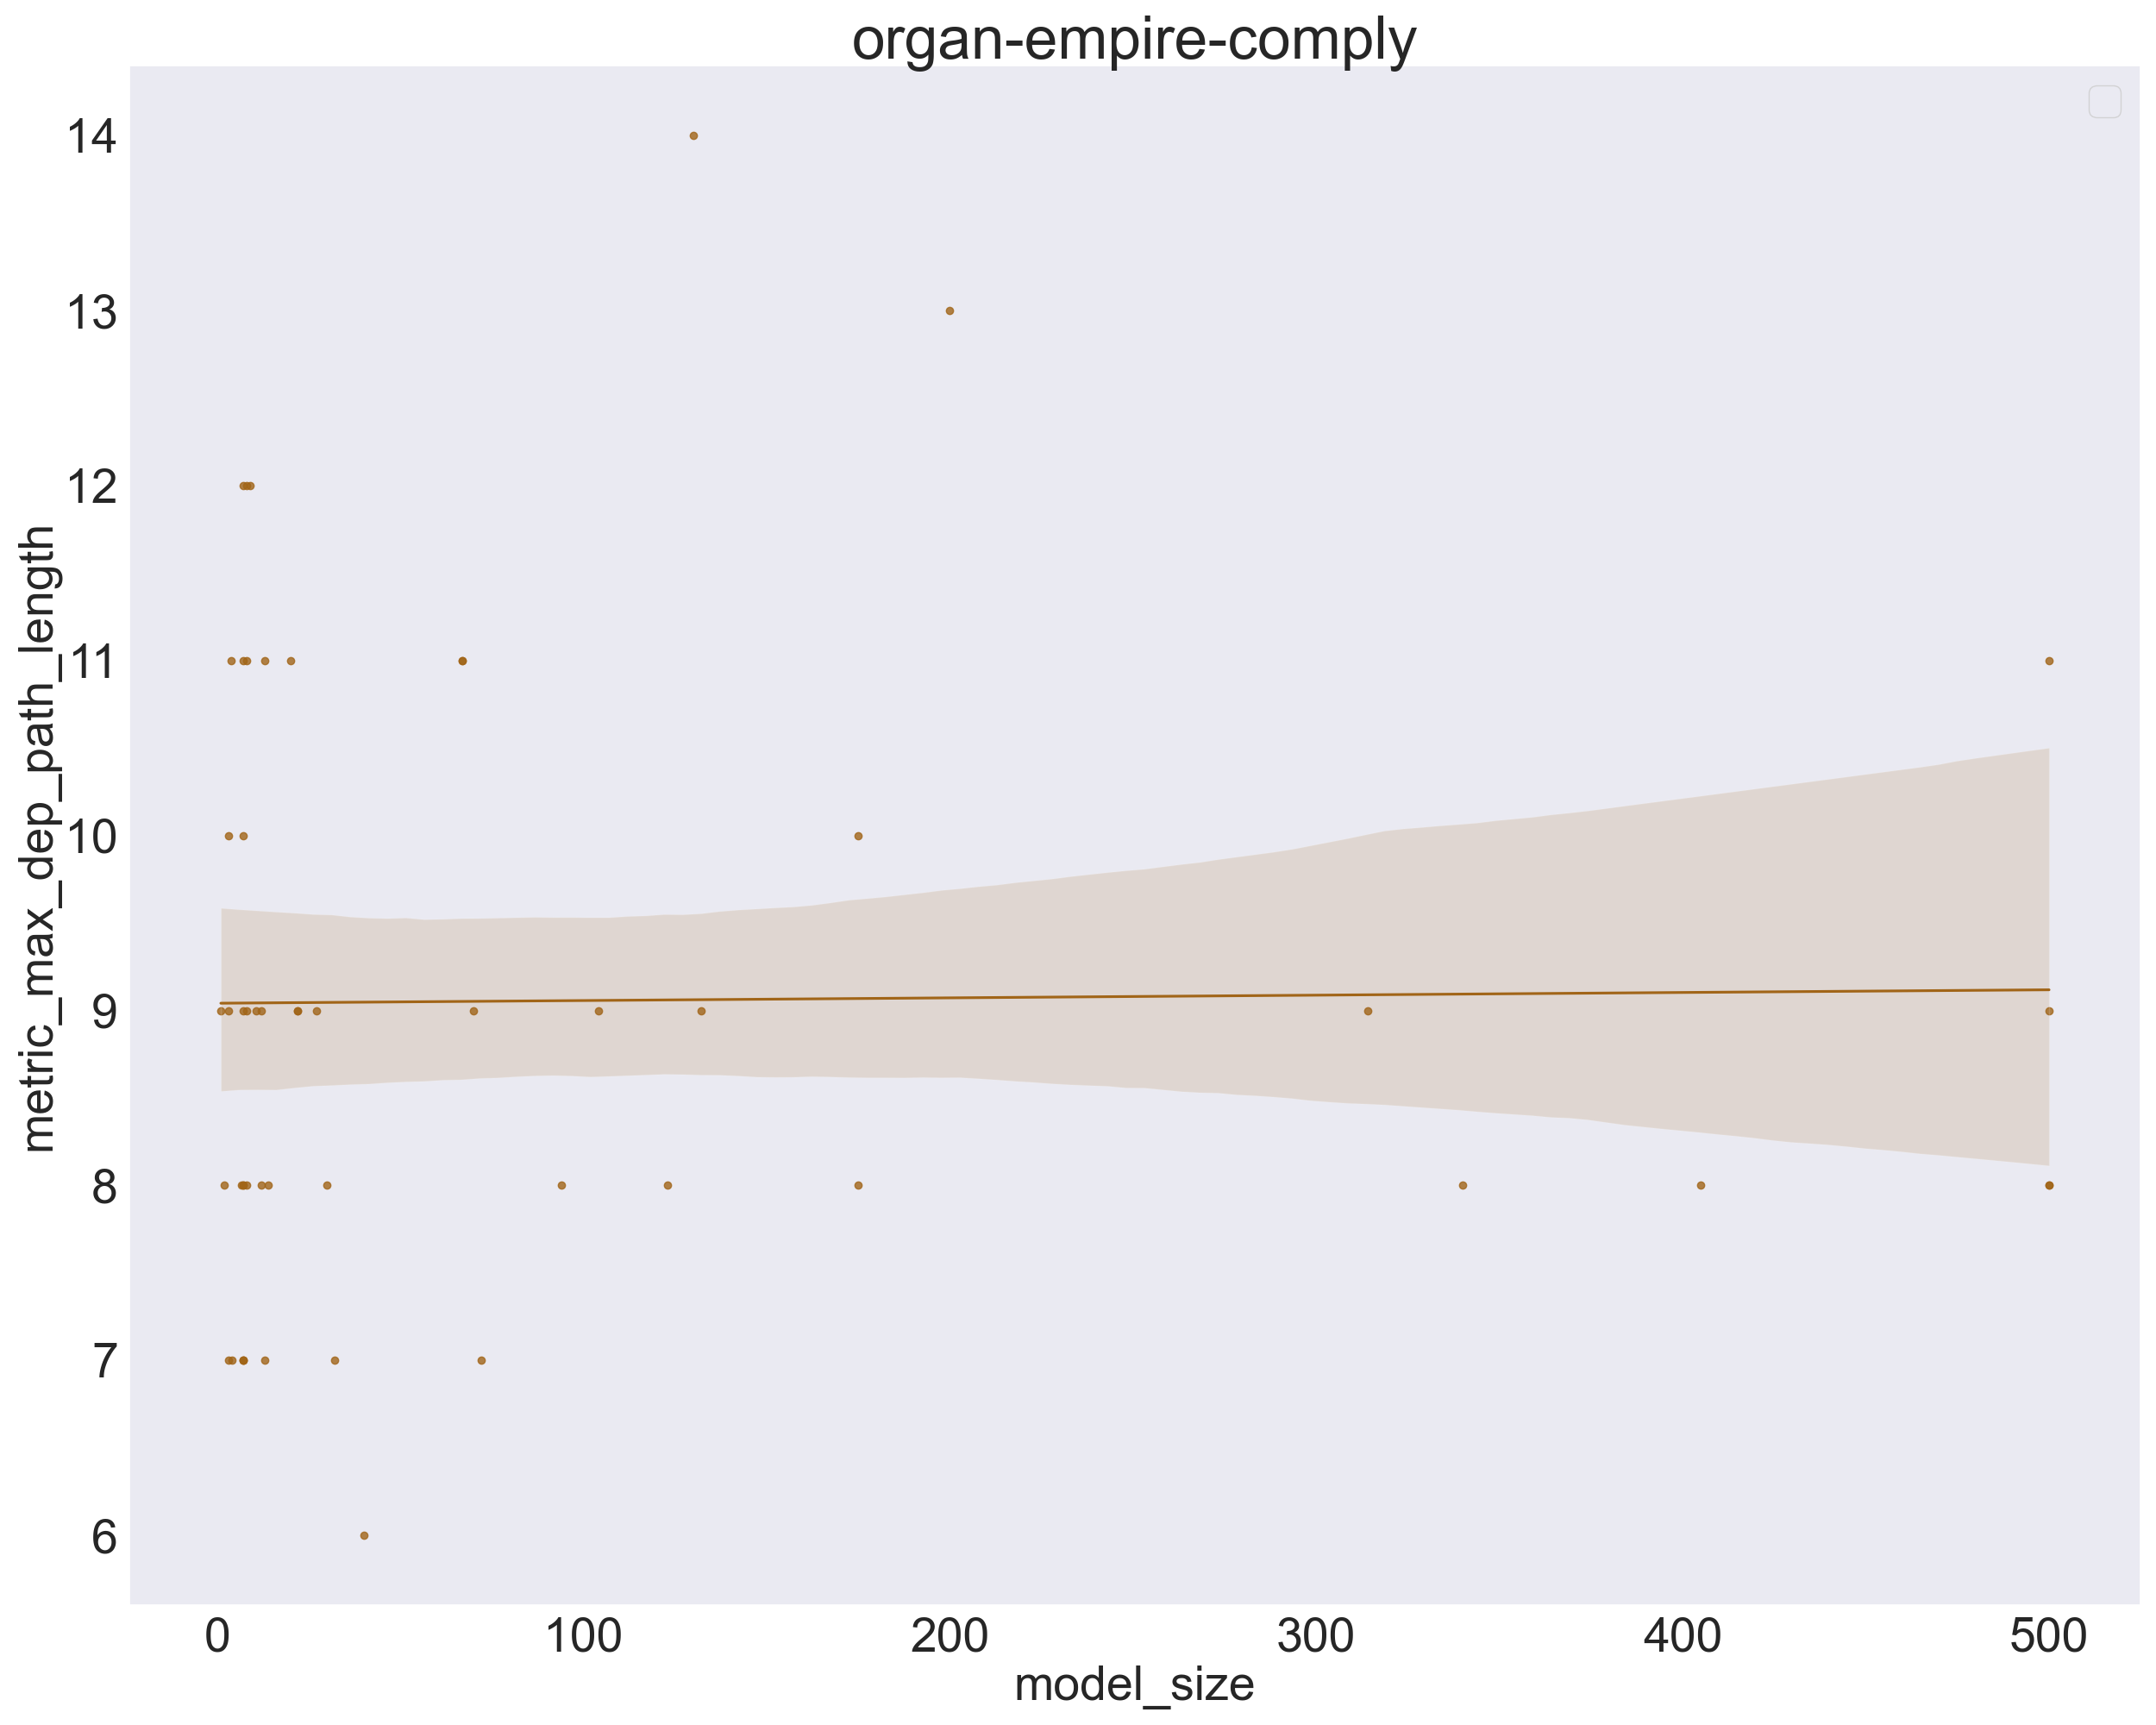 organ-empire-comply
metric_max_dep_path_length
14
13
12
11
10
9
8
7
6
0 100 200 300 400 500
model_size